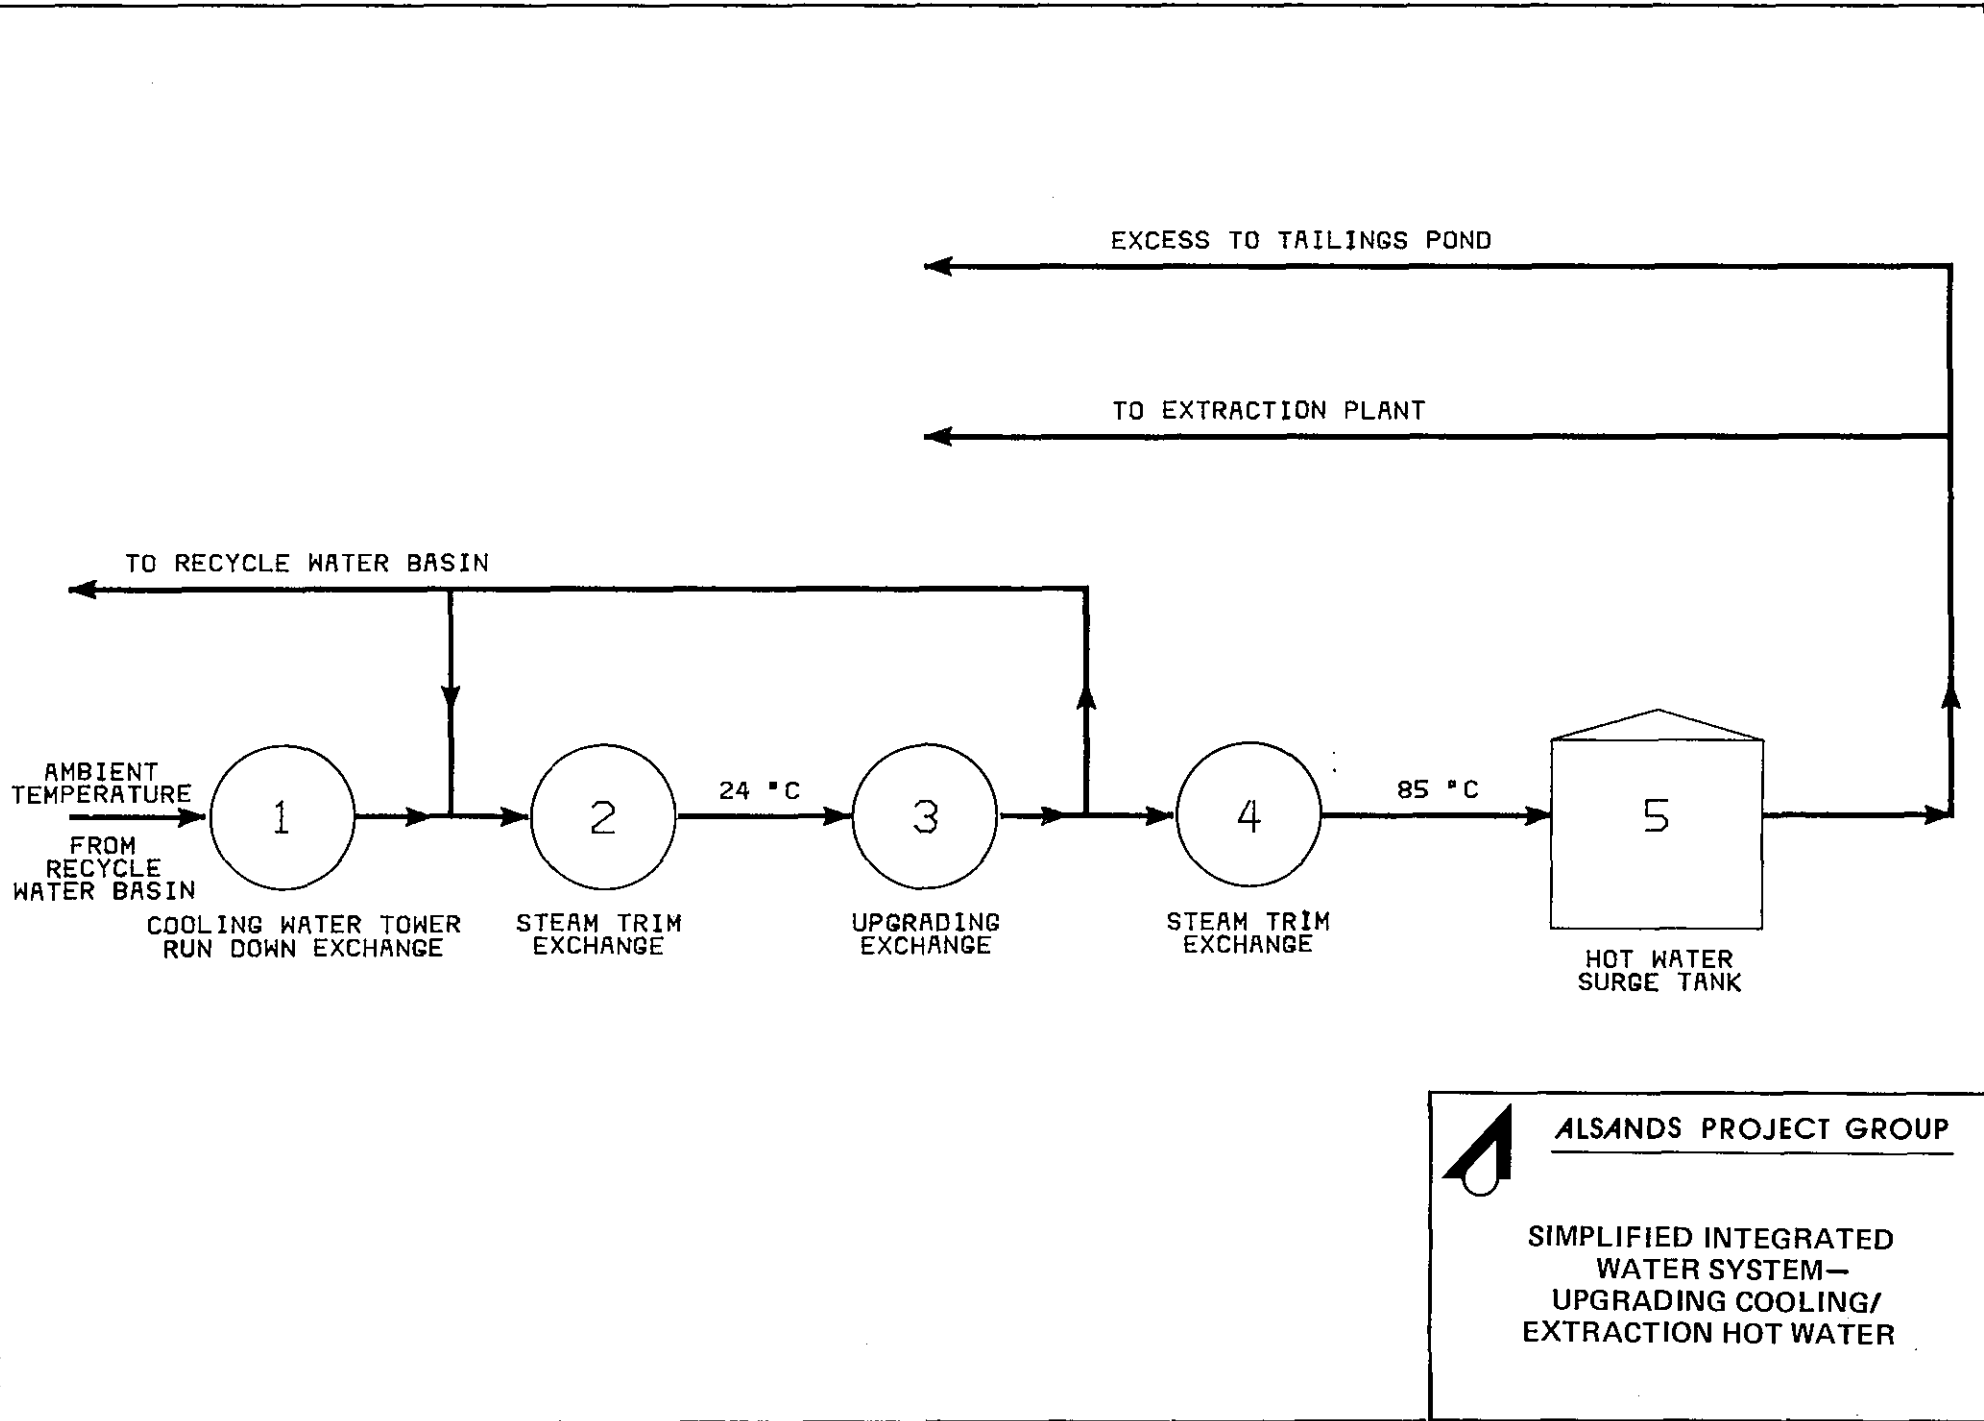 EXCESS TO TAILINGS POND
TO EXTRACTION PLANT
TO RECYCLE WATER BASIN
AMBIENT
TEMPERATURE
FROM
RECYCLE
WATER BASIN
1
COOLING WATER TOWER
RUN DOWN EXCHANGE
2
STEAM TRIM
EXCHANGE
24 °C
3
UPGRADING
EXCHANGE
4
STEAM TRIM
EXCHANGE
85 °C
5
HOT WATER
SURGE TANK
ALSANDS PROJECT GROUP
SIMPLIFIED INTEGRATED
WATER SYSTEM—
UPGRADING COOLING/
EXTRACTION HOT WATER